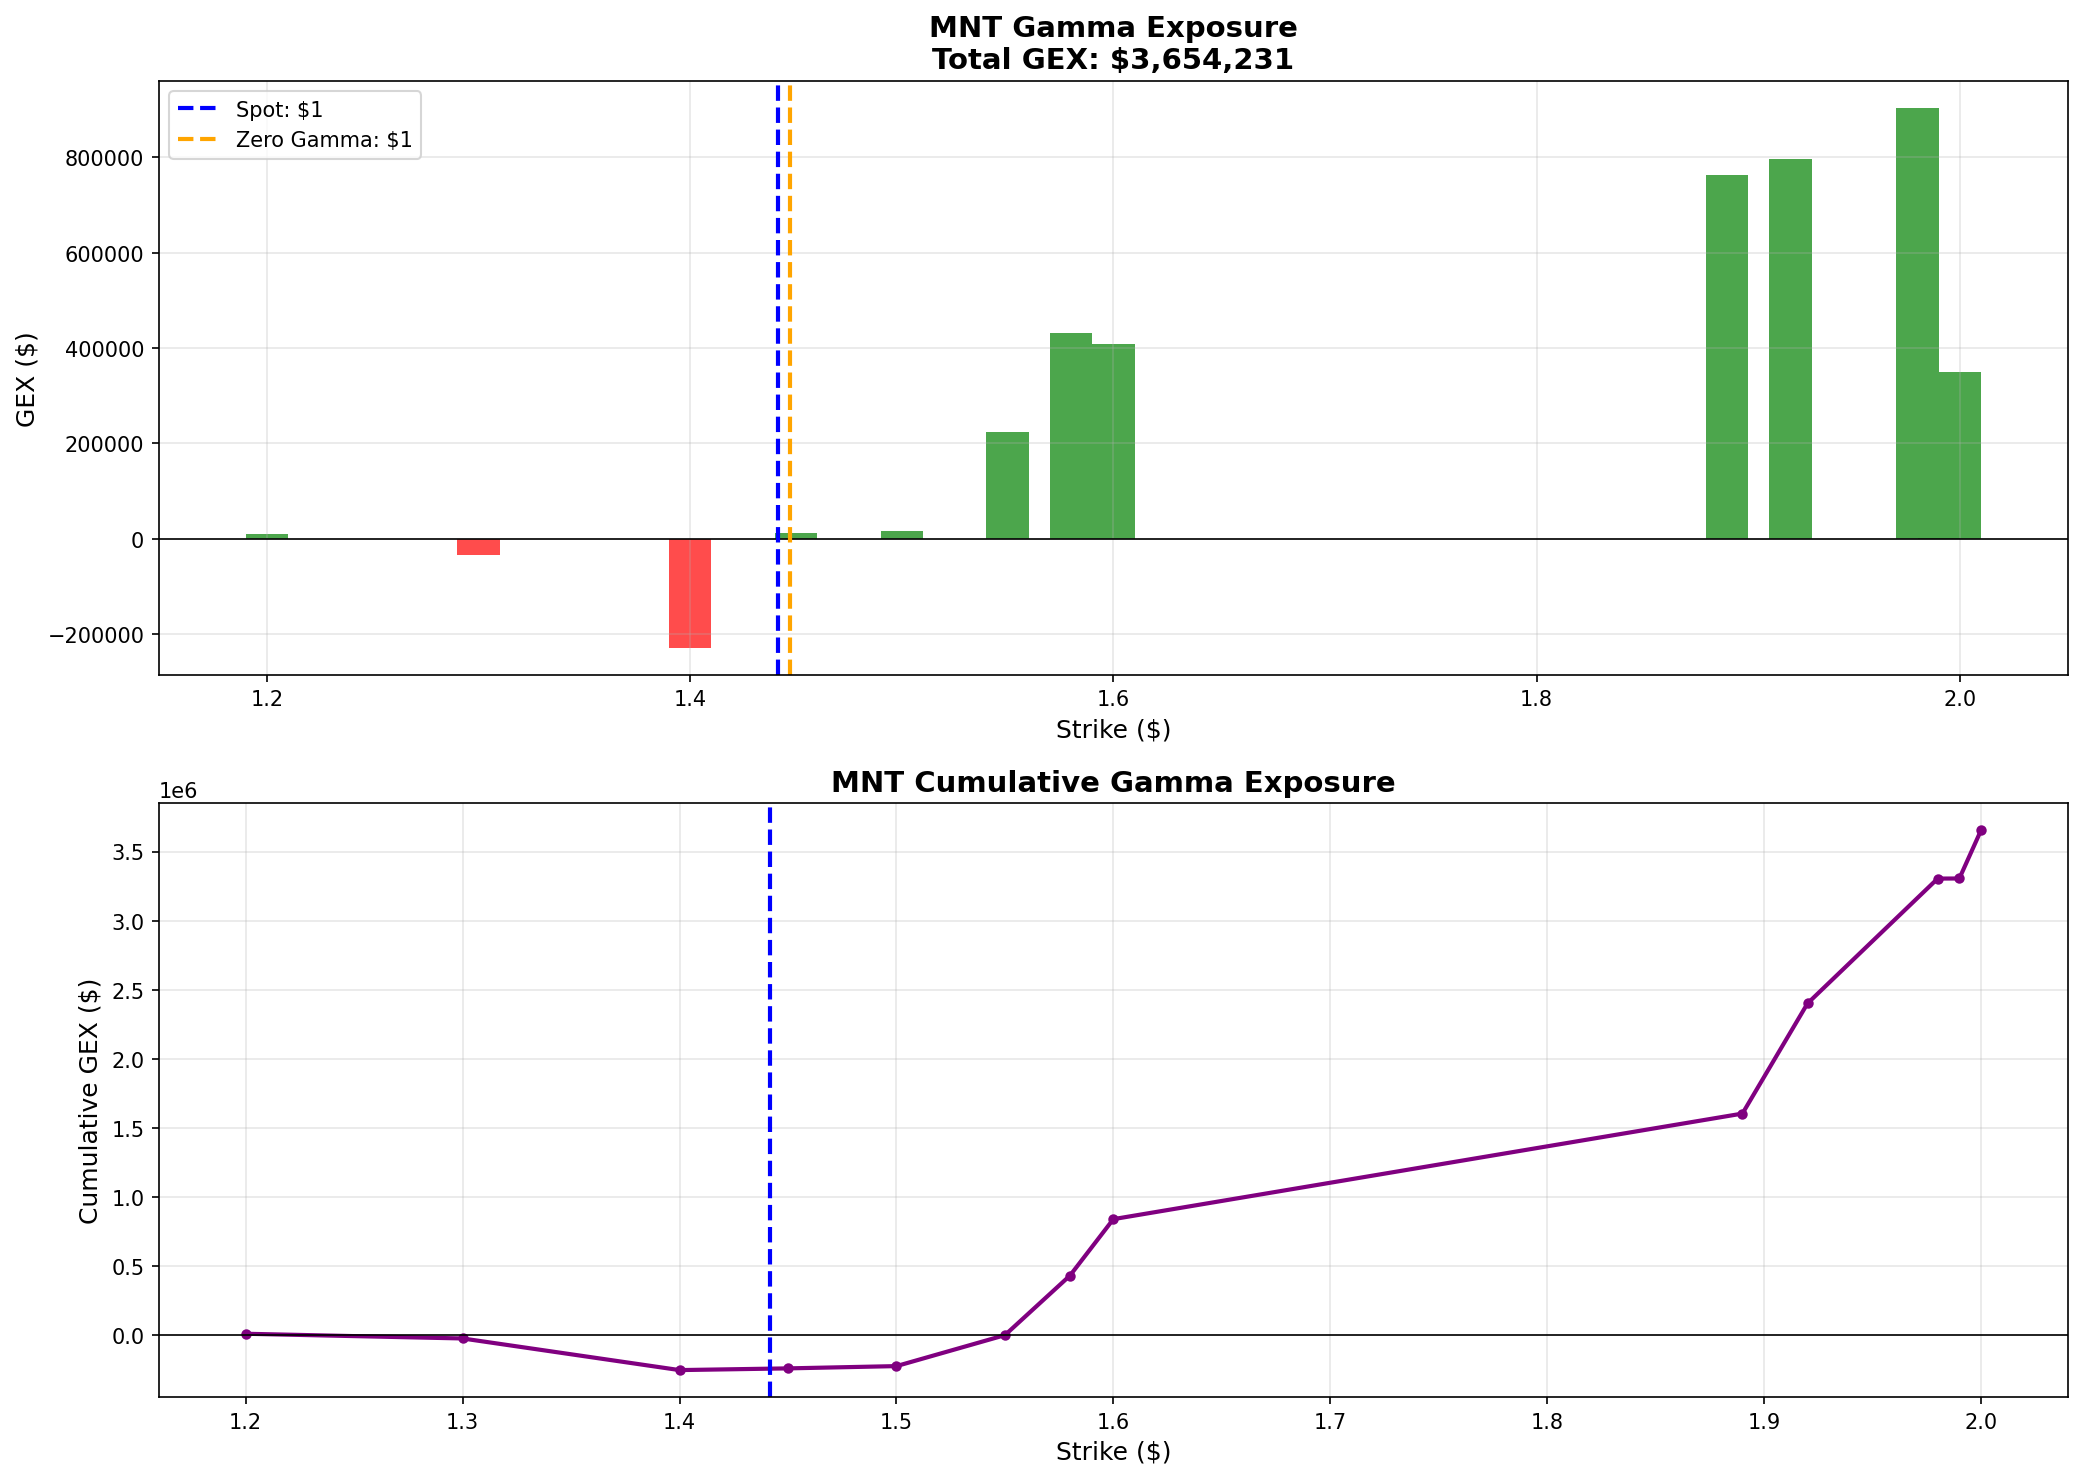 MNT Gamma Exposure
Total GEX: $3,654,231
Spot: $1
Zero Gamma: $1
GEX ($)
800000
600000
400000
200000
0
−200000
1.2 1.4 1.6 1.8 2.0
Strike ($)
MNT Cumulative Gamma Exposure
1e6
Cumulative GEX ($)
3.5
3.0
2.5
2.0
1.5
1.0
0.5
0.0
1.2 1.3 1.4 1.5 1.6 1.7 1.8 1.9 2.0
Strike ($)